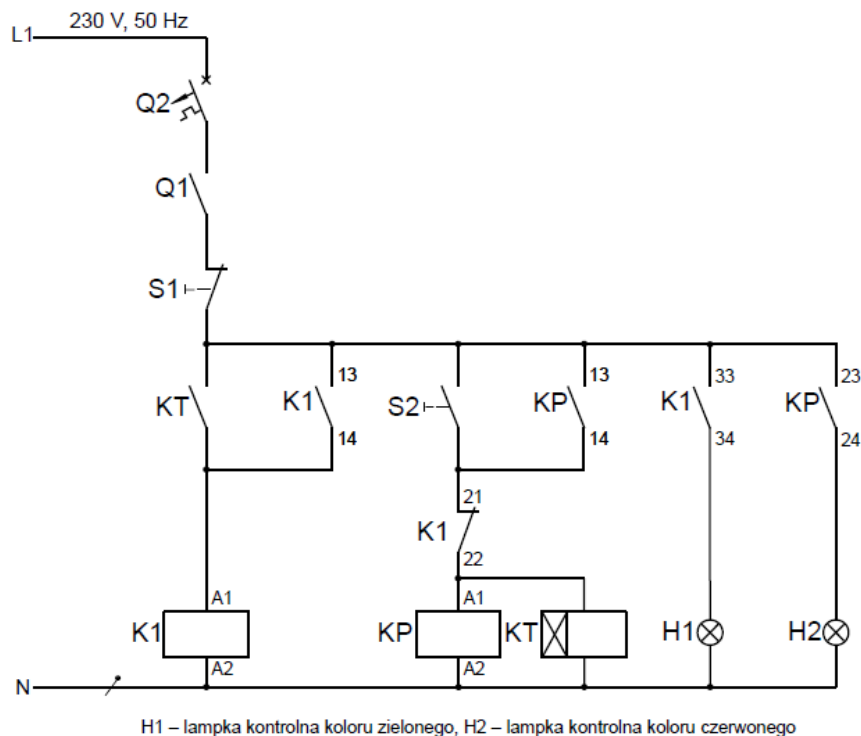 230 V, 50 Hz
L1
Q2
Q1
S1
13 13 33 23
KT K1 S2 KP K1 KP
14 14 34 24
21
K1
22
A1 A1
K1 KP KT H1 H2
A2 A2
N
H1 – lampka kontrolna koloru zielonego, H2 – lampka kontrolna koloru czerwonego